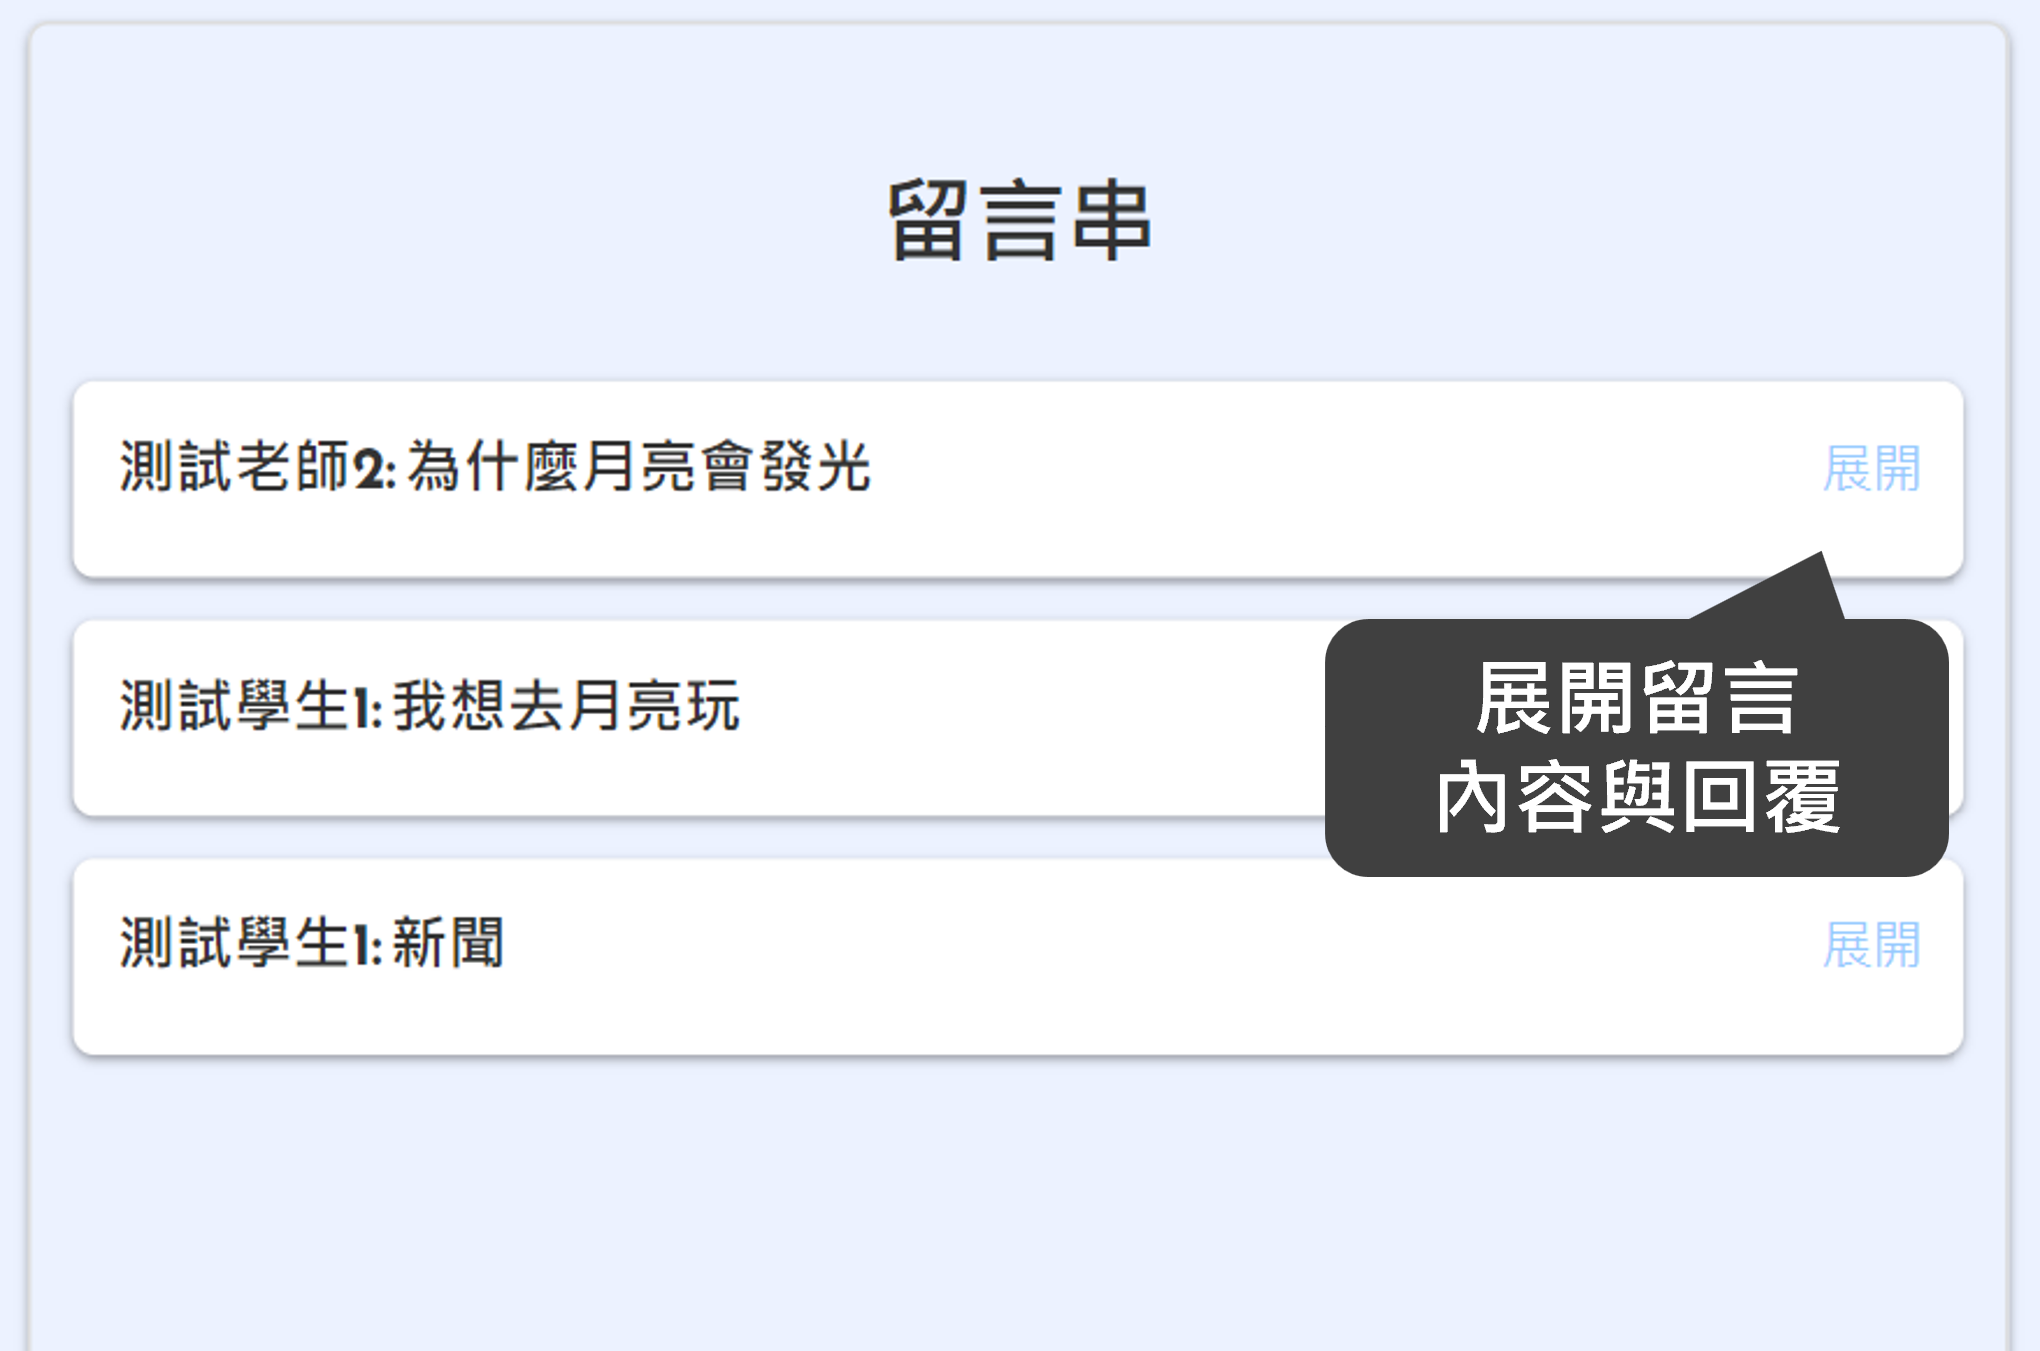 留言串
測試老師2: 為什麼月亮會發光
展開
測試學生1: 我想去月亮玩
展開留言
內容與回覆
測試學生1: 新聞
展開